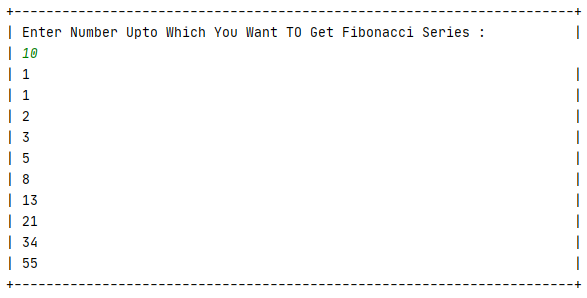 +----------------------------------------------------------------------+
| Enter Number Upto Which You Want TO Get Fibonacci Series :           |
| 10
| 1                                                                    |
| 1                                                                    |
| 2                                                                    |
| 3                                                                    |
| 5                                                                    |
| 8                                                                    |
| 13                                                                   |
| 21                                                                   |
| 34                                                                   |
| 55                                                                   |
+----------------------------------------------------------------------+